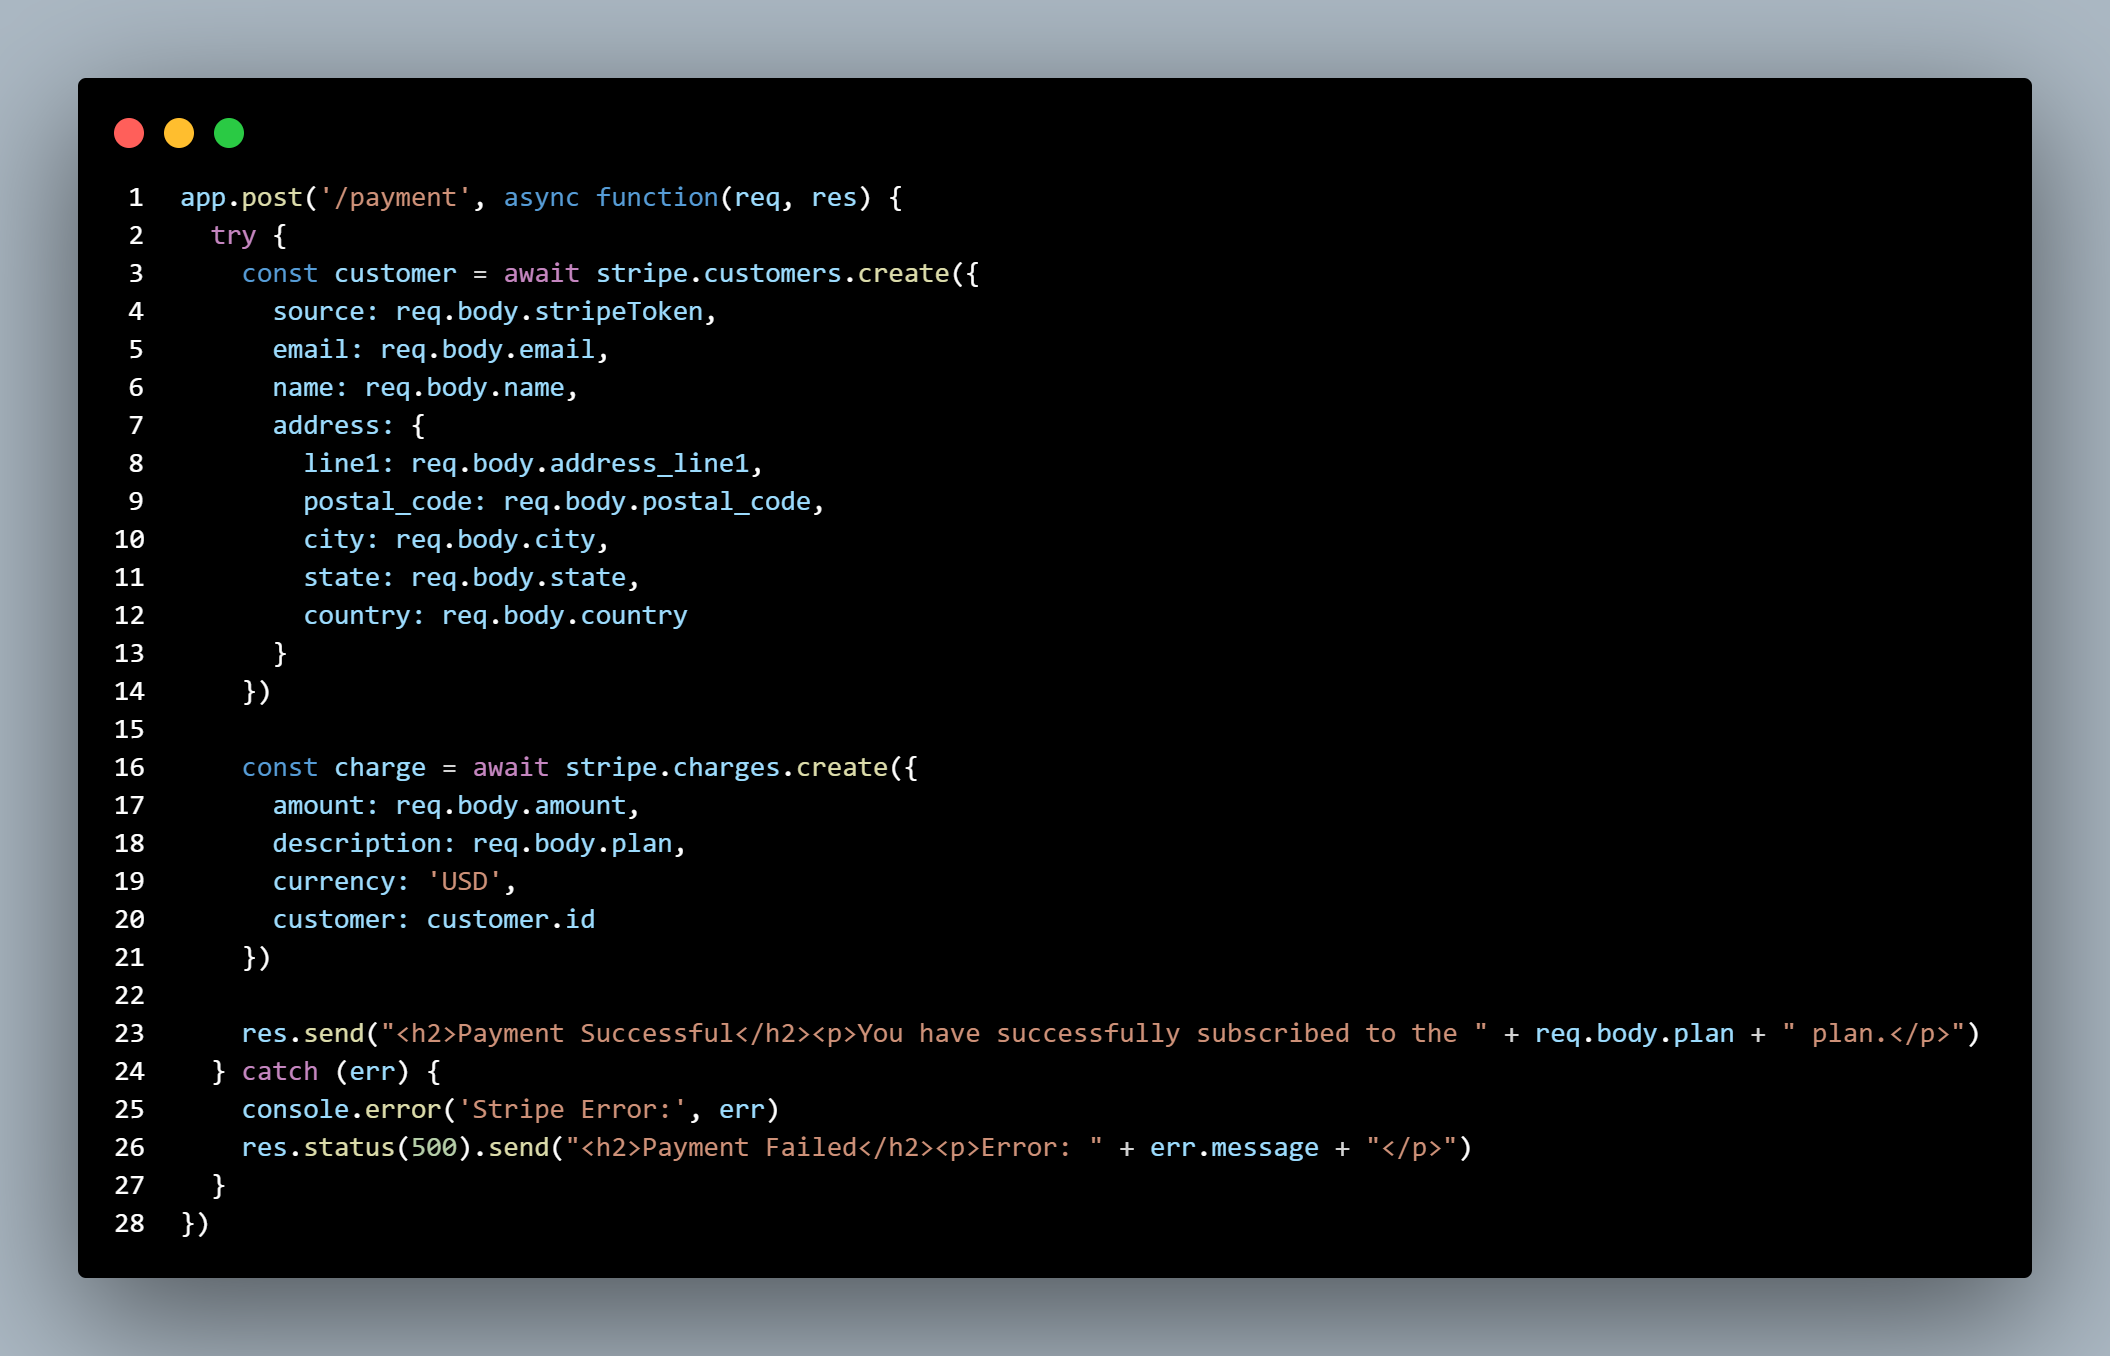 1 app.post('/payment', async function(req, res) {
2   try {
3     const customer = await stripe.customers.create({
4       source: req.body.stripeToken,
5       email: req.body.email,
6       name: req.body.name,
7       address: {
8         line1: req.body.address_line1,
9         postal_code: req.body.postal_code,
10         city: req.body.city,
11         state: req.body.state,
12         country: req.body.country
13       }
14     })
15
16     const charge = await stripe.charges.create({
17       amount: req.body.amount,
18       description: req.body.plan,
19       currency: 'USD',
20       customer: customer.id
21     })
22
23     res.send("<h2>Payment Successful</h2><p>You have successfully subscribed to the " + req.body.plan + " plan.</p>")
24   } catch (err) {
25     console.error('Stripe Error:', err)
26     res.status(500).send("<h2>Payment Failed</h2><p>Error: " + err.message + "</p>")
27   }
28 })